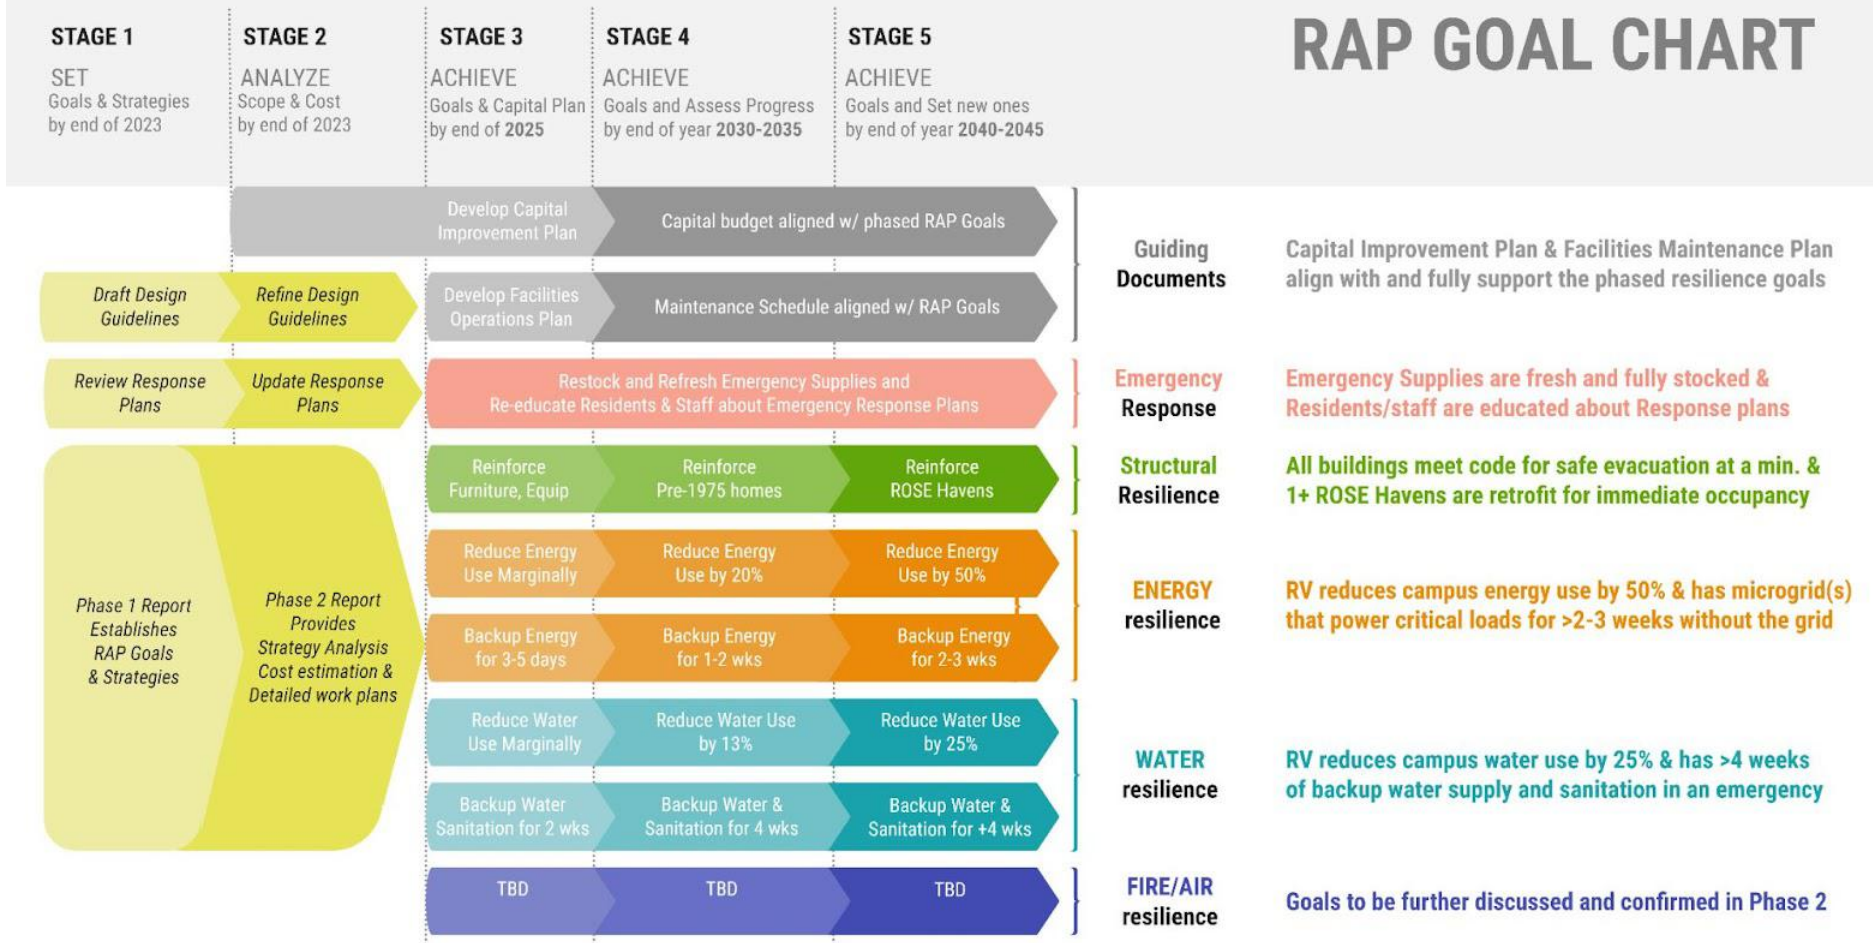 RAP GOAL CHART
STAGE 1
SET
Goals & Strategies
by end of 2023
STAGE 2
ANALYZE
Scope & Cost
by end of 2023
STAGE 3
ACHIEVE
Goals & Capital Plan
by end of 2025
STAGE 4
ACHIEVE
Goals and Assess Progress
by end of year 2030-2035
STAGE 5
ACHIEVE
Goals and Set new ones
by end of year 2040-2045
Develop Capital
Improvement Plan
Capital budget aligned w/ phased RAP Goals
Draft Design
Guidelines
Refine Design
Guidelines
Develop Facilities
Operations Plan
Maintenance Schedule aligned w/ RAP Goals
Guiding
Documents
Capital Improvement Plan & Facilities Maintenance Plan
align with and fully support the phased resilience goals
Review Response
Plans
Update Response
Plans
Restock and Refresh Emergency Supplies and
Re-educate Residents & Staff about Emergency Response Plans
Emergency
Response
Emergency Supplies are fresh and fully stocked &
Residents/staff are educated about Response plans
Phase 1 Report
Establishes
RAP Goals
& Strategies
Phase 2 Report
Provides
Strategy Analysis
Cost estimation &
Detailed work plans
Reinforce
Furniture, Equip
Reinforce
Pre-1975 homes
Reinforce
ROSE Havens
Structural
Resilience
All buildings meet code for safe evacuation at a min. &
1+ ROSE Havens are retrofit for immediate occupancy
Reduce Energy
Use Marginally
Reduce Energy
Use by 20%
Reduce Energy
Use by 50%
Backup Energy
for 3-5 days
Backup Energy
for 1-2 wks
Backup Energy
for 2-3 wks
ENERGY
resilience
RV reduces campus energy use by 50% & has microgrid(s)
that power critical loads for >2-3 weeks without the grid
Reduce Water
Use Marginally
Reduce Water Use
by 13%
Reduce Water Use
by 25%
Backup Water
Sanitation for 2 wks
Backup Water &
Sanitation for 4 wks
Backup Water &
Sanitation for +4 wks
WATER
resilience
RV reduces campus water use by 25% & has >4 weeks
of backup water supply and sanitation in an emergency
TBD
TBD
TBD
FIRE/AIR
resilience
Goals to be further discussed and confirmed in Phase 2